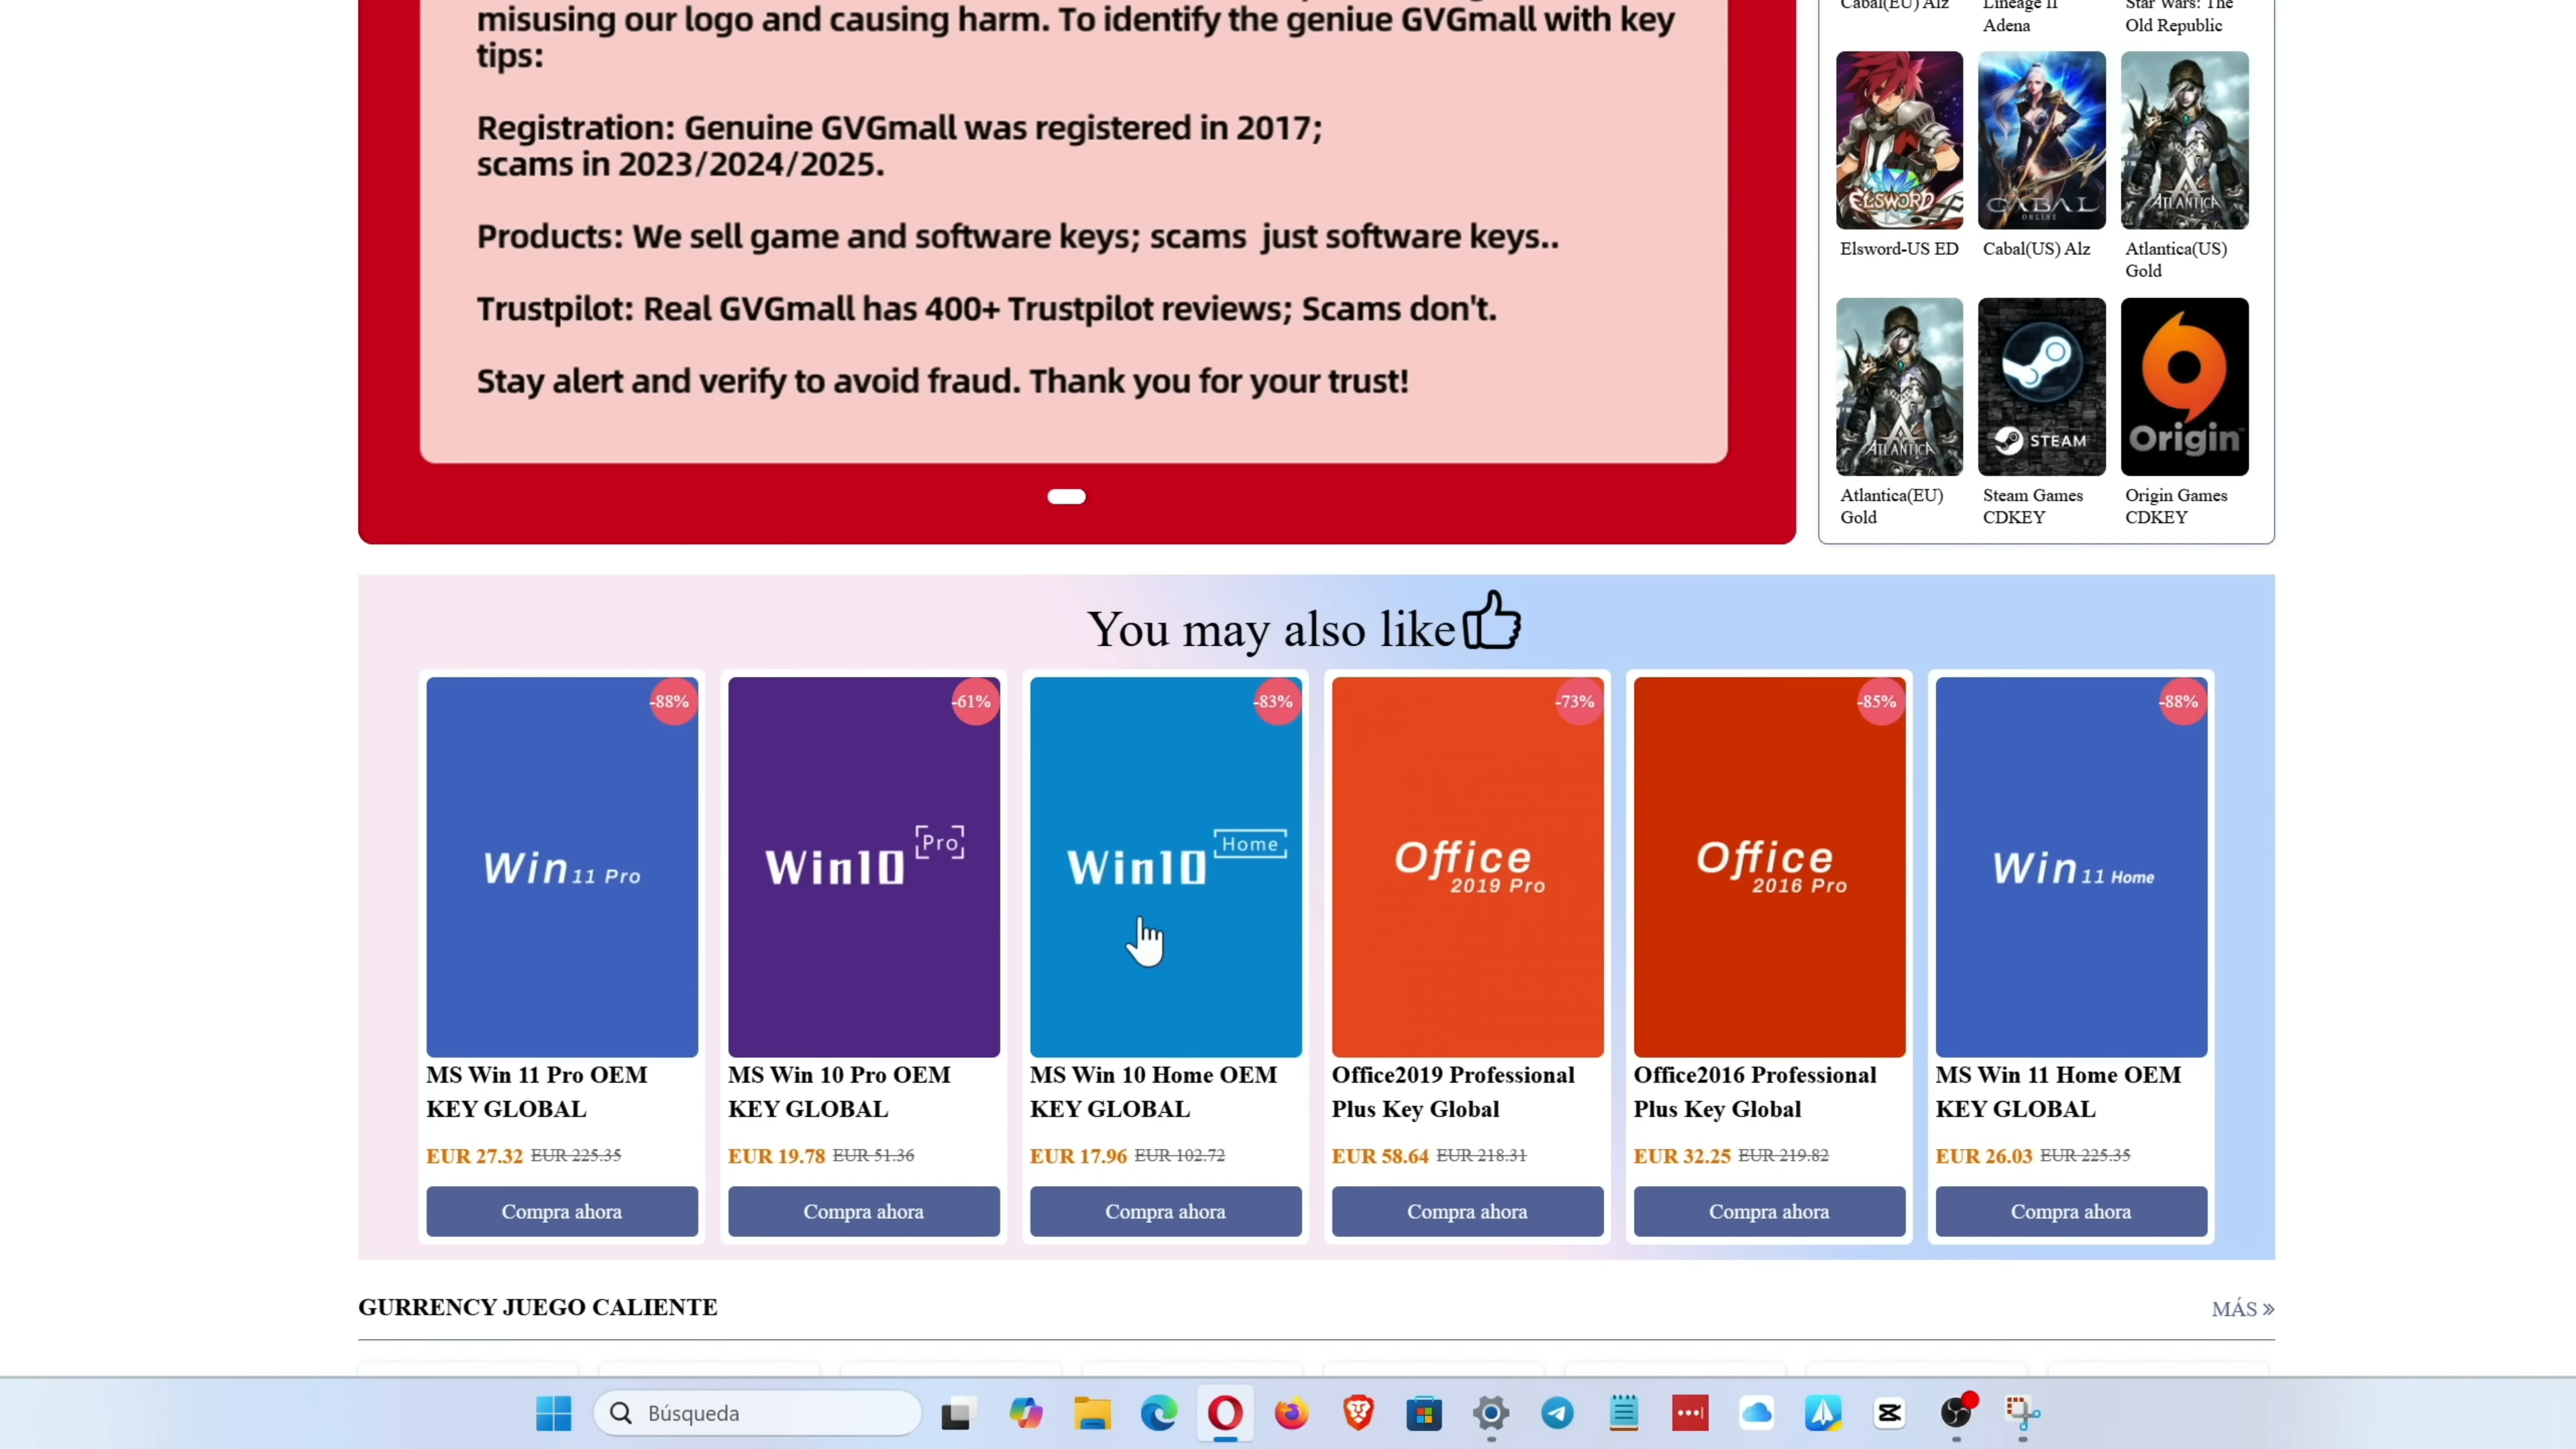 misusing our logo and causing harm. To identify the geniue GVGmall with key
tips:
Registration: Genuine GVGmall was registered in 2017;
scams in 2023/2024/2025.
Products: We sell game and software keys; scams just software keys..
Trustpilot: Real GVGmall has 400+ Trustpilot reviews; Scams don't.
Stay alert and verify to avoid fraud. Thank you for your trust!
Cabal(EU) Alz
Lineage II
Adena
Star Wars: The
Old Republic
ELSWORD
CABAL
ONLINE
ATLANTICA
Elsword-US ED
Cabal(US) Alz
Atlantica(US)
Gold
ATLANTICA
STEAM
Origin
Atlantica(EU)
Gold
Steam Games
CDKEY
Origin Games
CDKEY
You may also like
-88%
Win 11 Pro
MS Win 11 Pro OEM
KEY GLOBAL
EUR 27.32 EUR 225.35
Compra ahora
-61%
Win10 Pro
MS Win 10 Pro OEM
KEY GLOBAL
EUR 19.78 EUR 51.36
Compra ahora
-83%
Win10 Home
MS Win 10 Home OEM
KEY GLOBAL
EUR 17.96 EUR 102.72
Compra ahora
-73%
Office
2019 Pro
Office2019 Professional
Plus Key Global
EUR 58.64 EUR 218.31
Compra ahora
-85%
Office
2016 Pro
Office2016 Professional
Plus Key Global
EUR 32.25 EUR 219.82
Compra ahora
-88%
Win 11 Home
MS Win 11 Home OEM
KEY GLOBAL
EUR 26.03 EUR 225.35
Compra ahora
GURRENCY JUEGO CALIENTE
MÁS »
Búsqueda